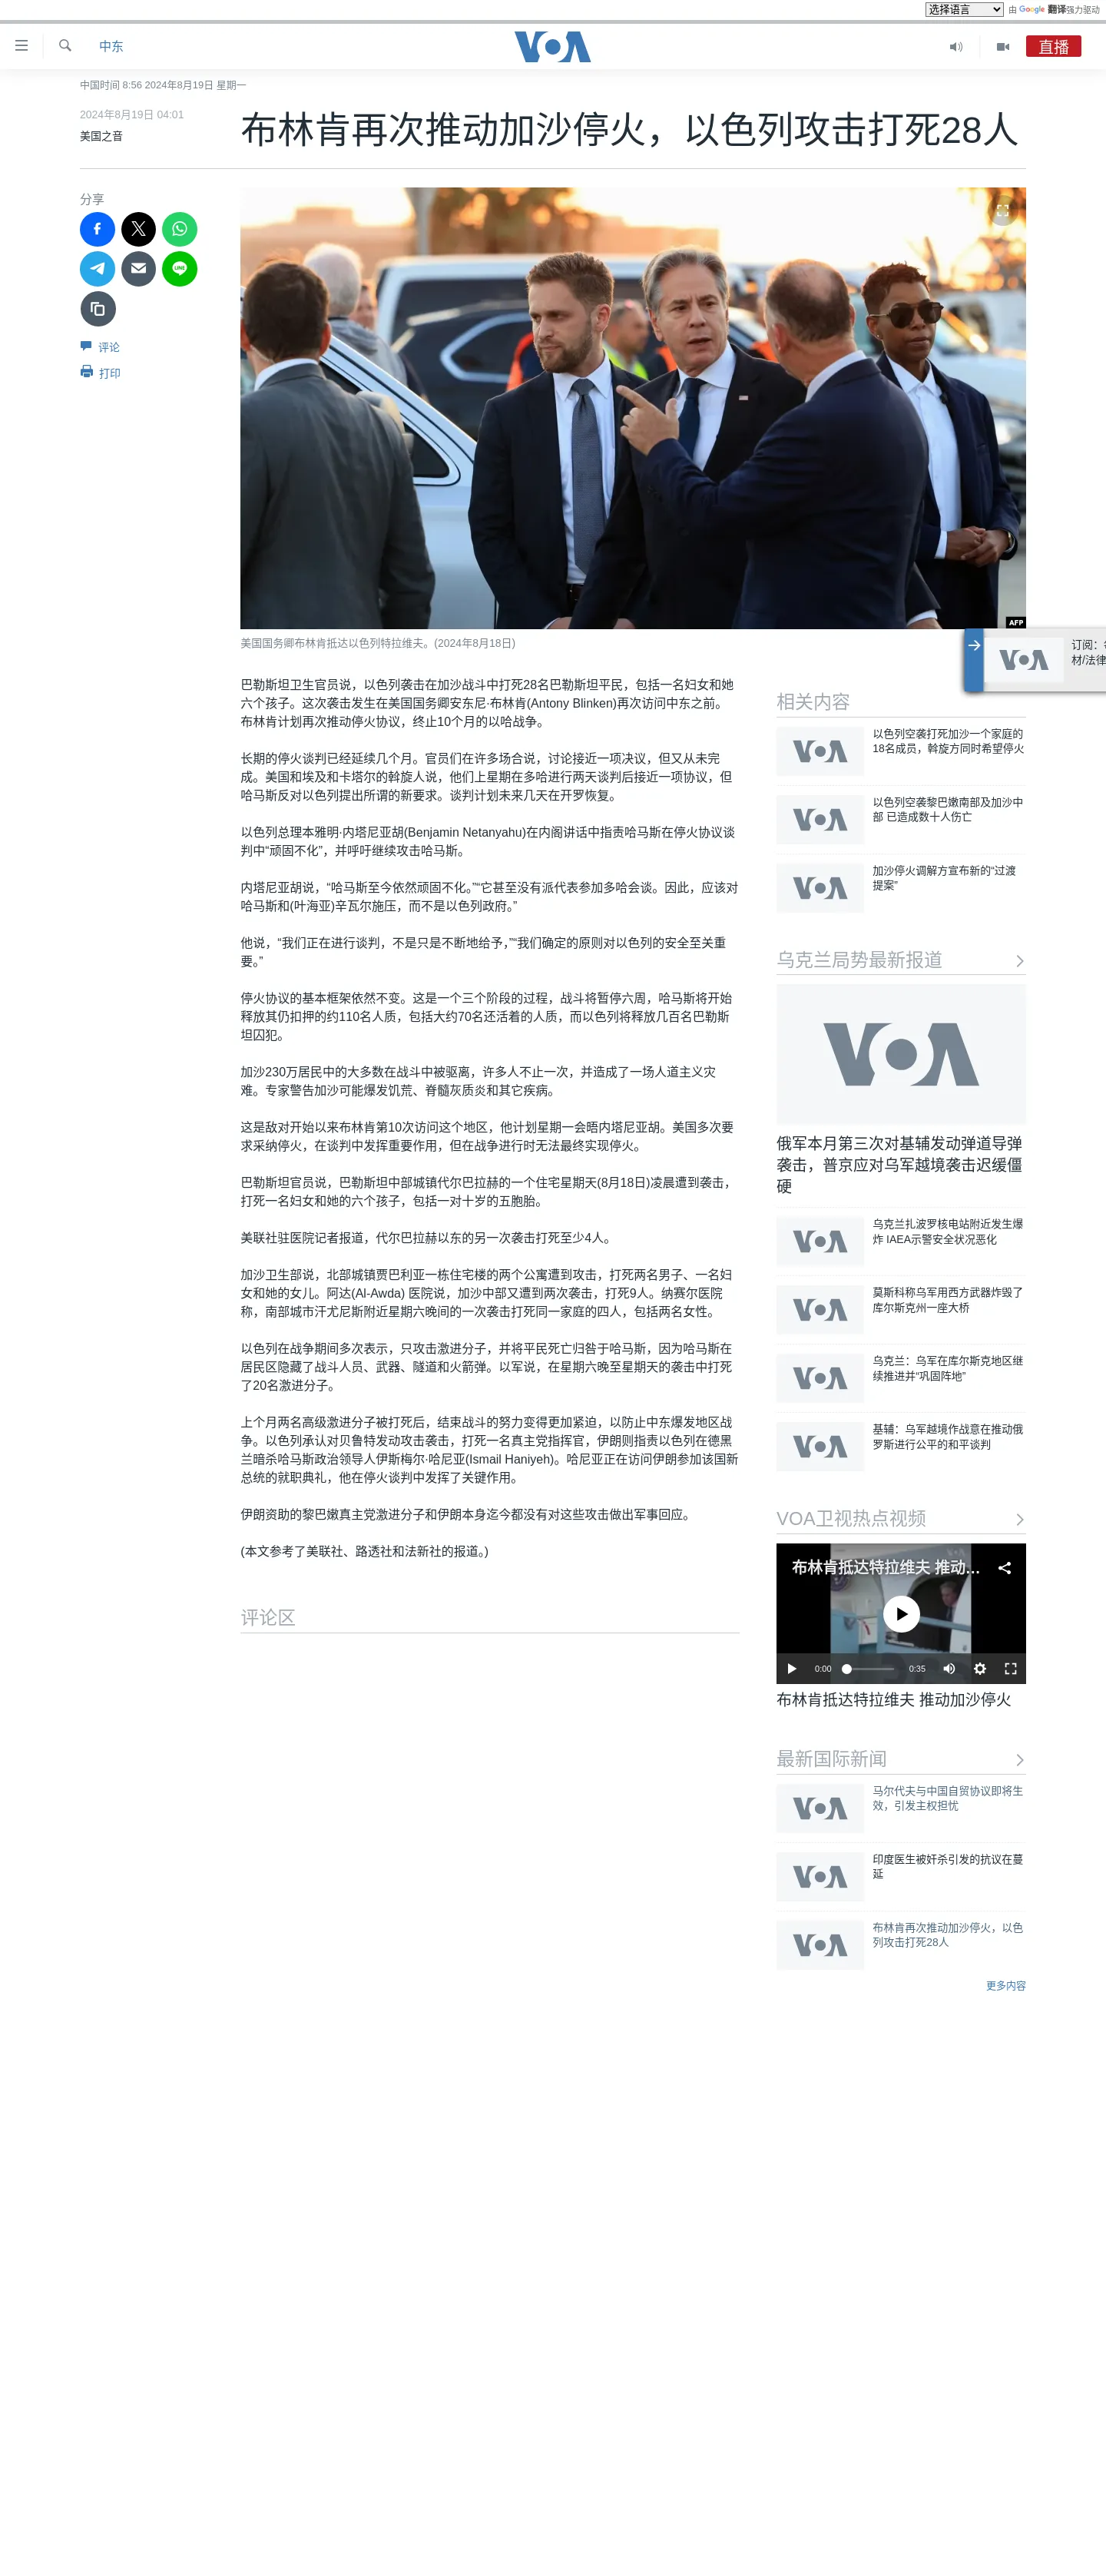 选择语言 由 Google 翻译强力驱动
中东
VOA
直播
中国时间 8:56 2024年8月19日 星期一
2024年8月19日 04:01
美国之音
布林肯再次推动加沙停火，以色列攻击打死28人
分享
评论
打印
AFP
美国国务卿布林肯抵达以色列特拉维夫。(2024年8月18日)
巴勒斯坦卫生官员说，以色列袭击在加沙战斗中打死28名巴勒斯坦平民，包括一名妇女和她
六个孩子。这次袭击发生在美国国务卿安东尼·布林肯(Antony Blinken)再次访问中东之前。
布林肯计划再次推动停火协议，终止10个月的以哈战争。
长期的停火谈判已经延续几个月。官员们在许多场合说，讨论接近一项决议，但又从未完
成。美国和埃及和卡塔尔的斡旋人说，他们上星期在多哈进行两天谈判后接近一项协议，但
哈马斯反对以色列提出所谓的新要求。谈判计划未来几天在开罗恢复。
以色列总理本雅明·内塔尼亚胡(Benjamin Netanyahu)在内阁讲话中指责哈马斯在停火协议谈
判中“顽固不化”，并呼吁继续攻击哈马斯。
内塔尼亚胡说，“哈马斯至今依然顽固不化。”“它甚至没有派代表参加多哈会谈。因此，应该对
哈马斯和(叶海亚)辛瓦尔施压，而不是以色列政府。”
他说，“我们正在进行谈判，不是只是不断地给予，”“我们确定的原则对以色列的安全至关重
要。”
停火协议的基本框架依然不变。这是一个三个阶段的过程，战斗将暂停六周，哈马斯将开始
释放其仍扣押的约110名人质，包括大约70名还活着的人质，而以色列将释放几百名巴勒斯
坦囚犯。
加沙230万居民中的大多数在战斗中被驱离，许多人不止一次，并造成了一场人道主义灾
难。专家警告加沙可能爆发饥荒、脊髓灰质炎和其它疾病。
这是敌对开始以来布林肯第10次访问这个地区，他计划星期一会晤内塔尼亚胡。美国多次要
求采纳停火，在谈判中发挥重要作用，但在战争进行时无法最终实现停火。
巴勒斯坦官员说，巴勒斯坦中部城镇代尔巴拉赫的一个住宅星期天(8月18日)凌晨遭到袭击，
打死一名妇女和她的六个孩子，包括一对十岁的五胞胎。
美联社驻医院记者报道，代尔巴拉赫以东的另一次袭击打死至少4人。
加沙卫生部说，北部城镇贾巴利亚一栋住宅楼的两个公寓遭到攻击，打死两名男子、一名妇
女和她的女儿。阿达(Al-Awda) 医院说，加沙中部又遭到两次袭击，打死9人。纳赛尔医院
称，南部城市汗尤尼斯附近星期六晚间的一次袭击打死同一家庭的四人，包括两名女性。
以色列在战争期间多次表示，只攻击激进分子，并将平民死亡归咎于哈马斯，因为哈马斯在
居民区隐藏了战斗人员、武器、隧道和火箭弹。以军说，在星期六晚至星期天的袭击中打死
了20名激进分子。
上个月两名高级激进分子被打死后，结束战斗的努力变得更加紧迫，以防止中东爆发地区战
争。以色列承认对贝鲁特发动攻击袭击，打死一名真主党指挥官，伊朗则指责以色列在德黑
兰暗杀哈马斯政治领导人伊斯梅尔·哈尼亚(Ismail Haniyeh)。哈尼亚正在访问伊朗参加该国新
总统的就职典礼，他在停火谈判中发挥了关键作用。
伊朗资助的黎巴嫩真主党激进分子和伊朗本身迄今都没有对这些攻击做出军事回应。
(本文参考了美联社、路透社和法新社的报道。)
评论区
VOA
订阅：
材/法律
相关内容
VOA
以色列空袭打死加沙一个家庭的
18名成员，斡旋方同时希望停火
VOA
以色列空袭黎巴嫩南部及加沙中
部 已造成数十人伤亡
VOA
加沙停火调解方宣布新的“过渡
提案”
乌克兰局势最新报道
VOA
俄军本月第三次对基辅发动弹道导弹
袭击，普京应对乌军越境袭击迟缓僵
硬
VOA
乌克兰扎波罗核电站附近发生爆
炸 IAEA示警安全状况恶化
VOA
莫斯科称乌军用西方武器炸毁了
库尔斯克州一座大桥
VOA
乌克兰：乌军在库尔斯克地区继
续推进并“巩固阵地”
VOA
基辅：乌军越境作战意在推动俄
罗斯进行公平的和平谈判
VOA卫视热点视频
布林肯抵达特拉维夫 推动...
0:00 0:35
布林肯抵达特拉维夫 推动加沙停火
最新国际新闻
VOA
马尔代夫与中国自贸协议即将生
效，引发主权担忧
VOA
印度医生被奸杀引发的抗议在蔓
延
VOA
布林肯再次推动加沙停火，以色
列攻击打死28人
更多内容